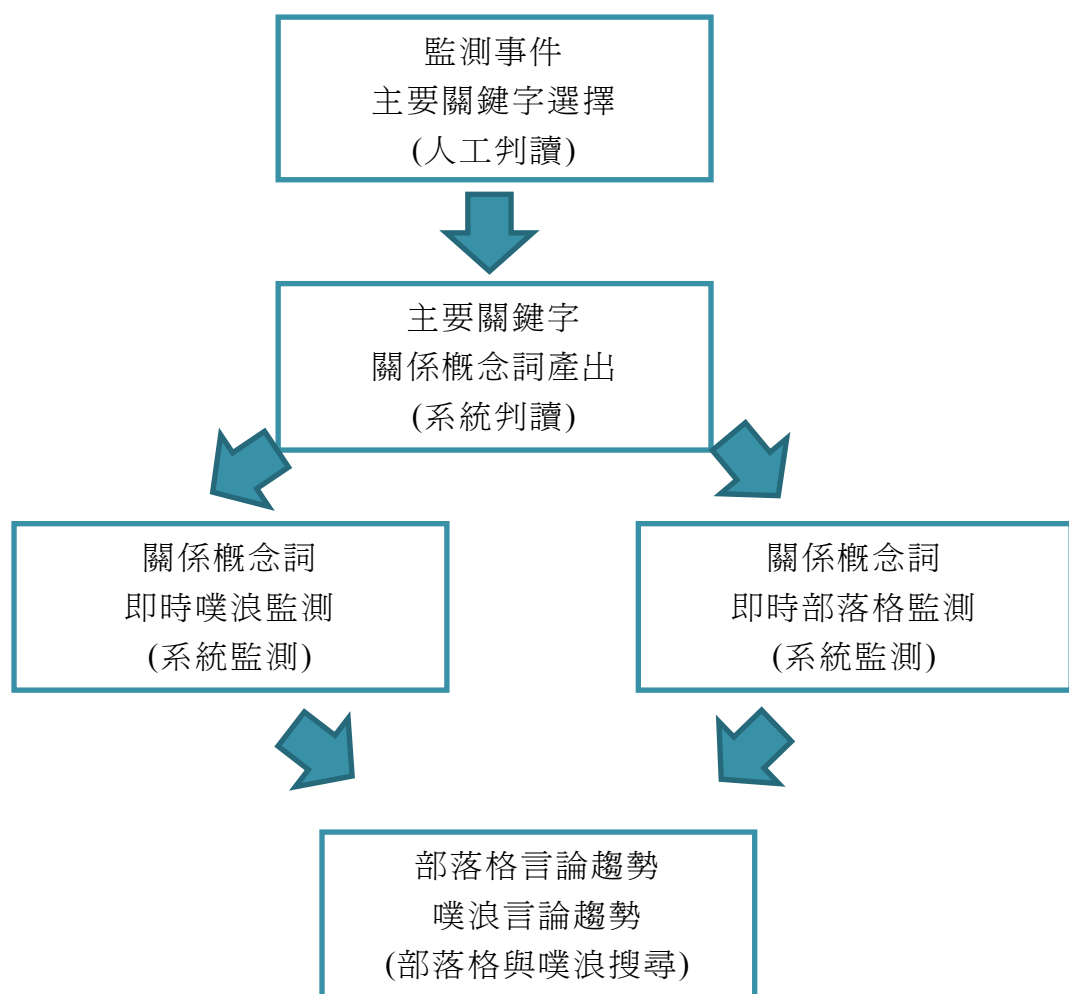 監測事件
主要關鍵字選擇
(人工判讀)
主要關鍵字
關係概念詞產出
(系統判讀)
關係概念詞
即時噗浪監測
(系統監測)
關係概念詞
即時部落格監測
(系統監測)
部落格言論趨勢
噗浪言論趨勢
(部落格與噗浪搜尋)